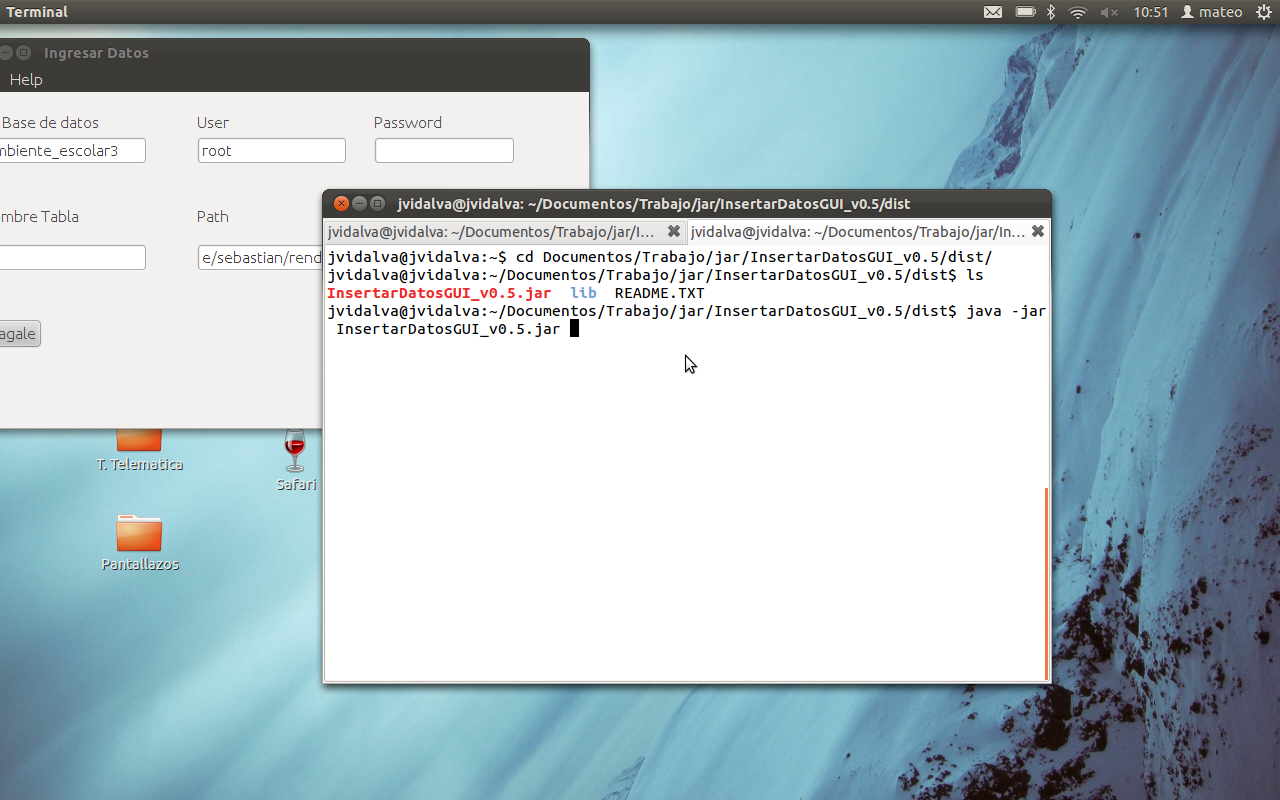 Terminal
10:51 mateo
Ingresar Datos
Help
Base de datos User Password
mbiente_escolar3 root
mbre Tabla Path
e/sebastian/rend
agale
jvidalva@jvidalva: ~/Documentos/Trabajo/jar/InsertarDatosGUI_v0.5/dist
jvidalva@jvidalva: ~/Documentos/Trabajo/jar/I... jvidalva@jvidalva: ~/Documentos/Trabajo/jar/In...
jvidalva@jvidalva:~$ cd Documentos/Trabajo/jar/InsertarDatosGUI_v0.5/dist/
jvidalva@jvidalva:~/Documentos/Trabajo/jar/InsertarDatosGUI_v0.5/dist$ ls
InsertarDatosGUI_v0.5.jar lib README.TXT
jvidalva@jvidalva:~/Documentos/Trabajo/jar/InsertarDatosGUI_v0.5/dist$ java -jar
InsertarDatosGUI_v0.5.jar
T. Telematica
Safari
Pantallazos